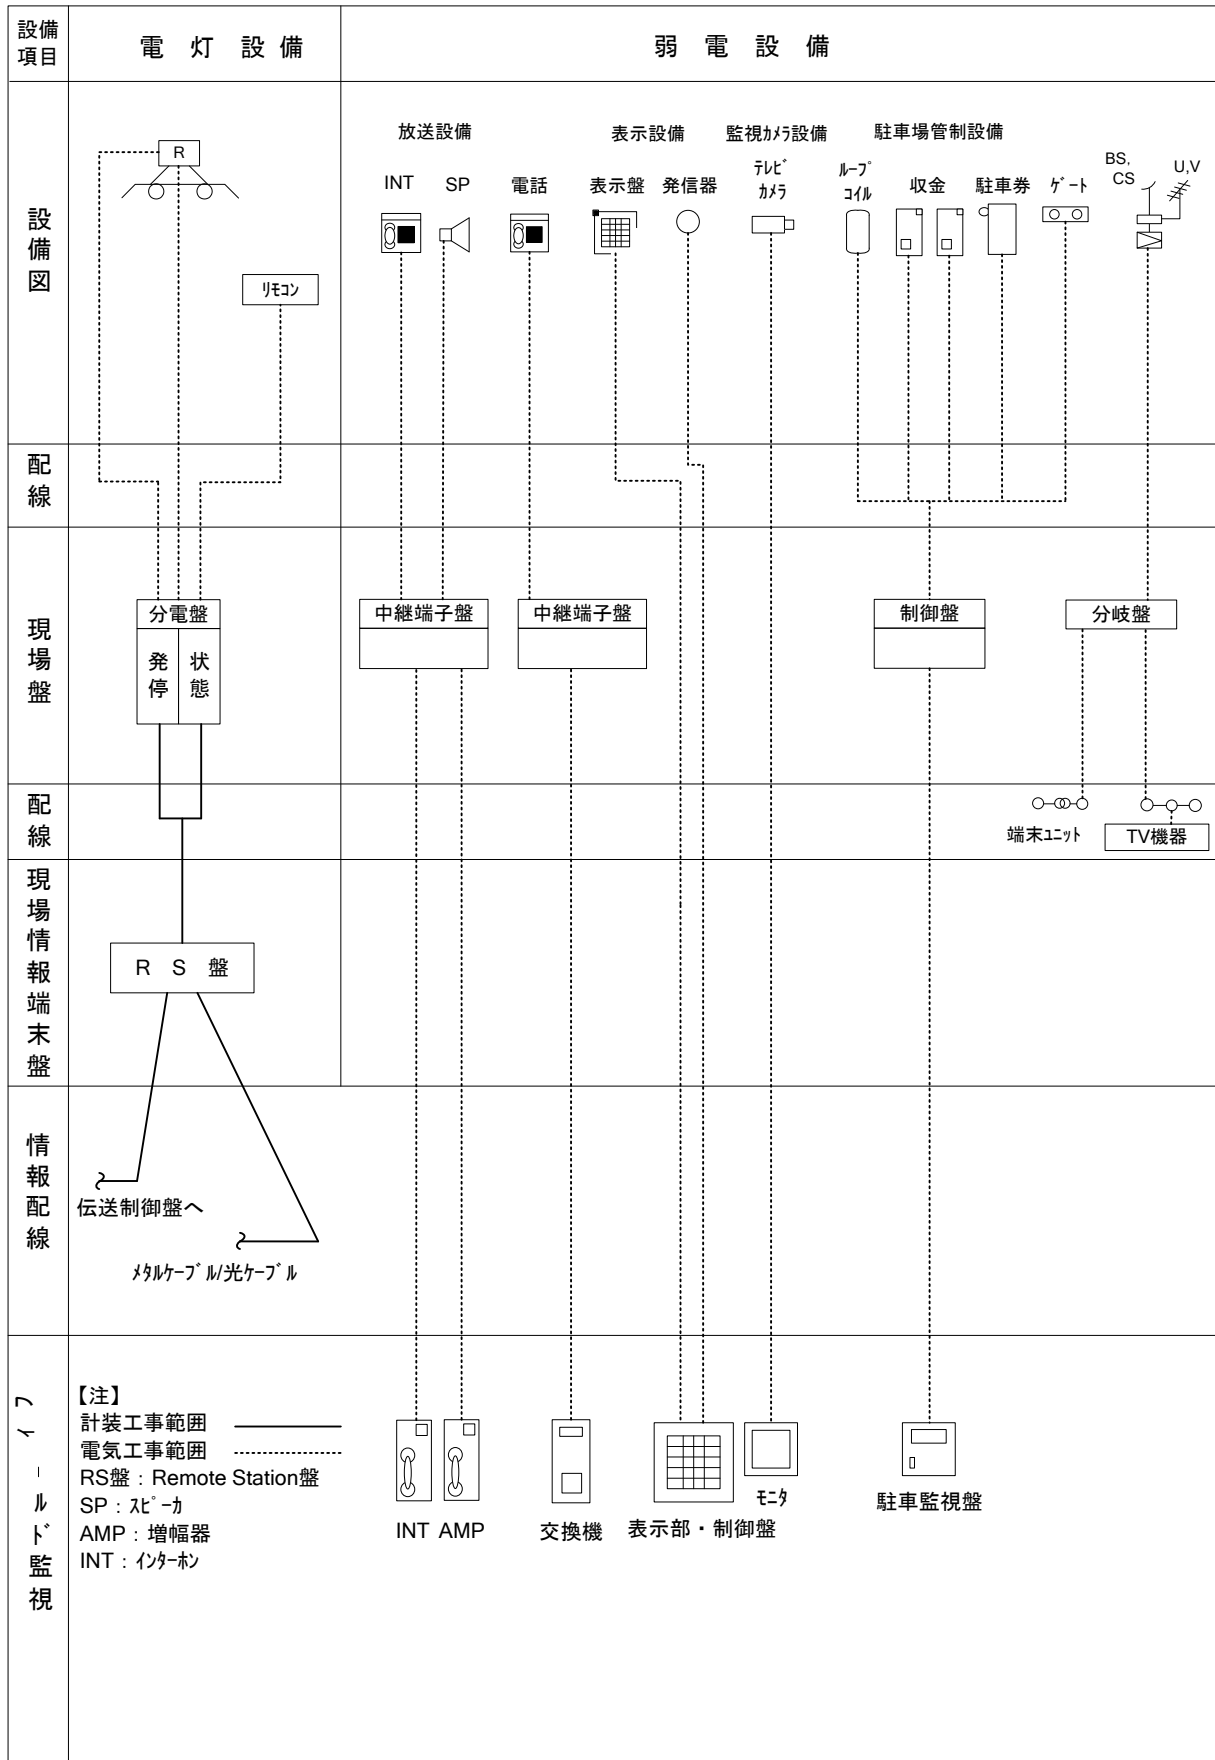 設備項目
電灯設備
弱電設備
設備図
R
リモコン
放送設備
INT
SP
電話
表示設備
表示盤
発信器
監視カメラ設備
テレビ
カメラ
駐車場管制設備
ループ
コイル
収金
駐車券
ゲート
BS,
CS
U,V
配線
現場盤
分電盤
発停
状態
中継端子盤
中継端子盤
制御盤
分岐盤
配線
端末ユニット
TV機器
現場情報端末盤
RS盤
情報配線
伝送制御盤へ
メタルケーブル/光ケーブル
フィールド監視
【注】
計装工事範囲
電気工事範囲
RS盤：Remote Station盤
SP：スピーカ
AMP：増幅器
INT：インターホン
INT
AMP
交換機
表示部・制御盤
モニタ
駐車監視盤